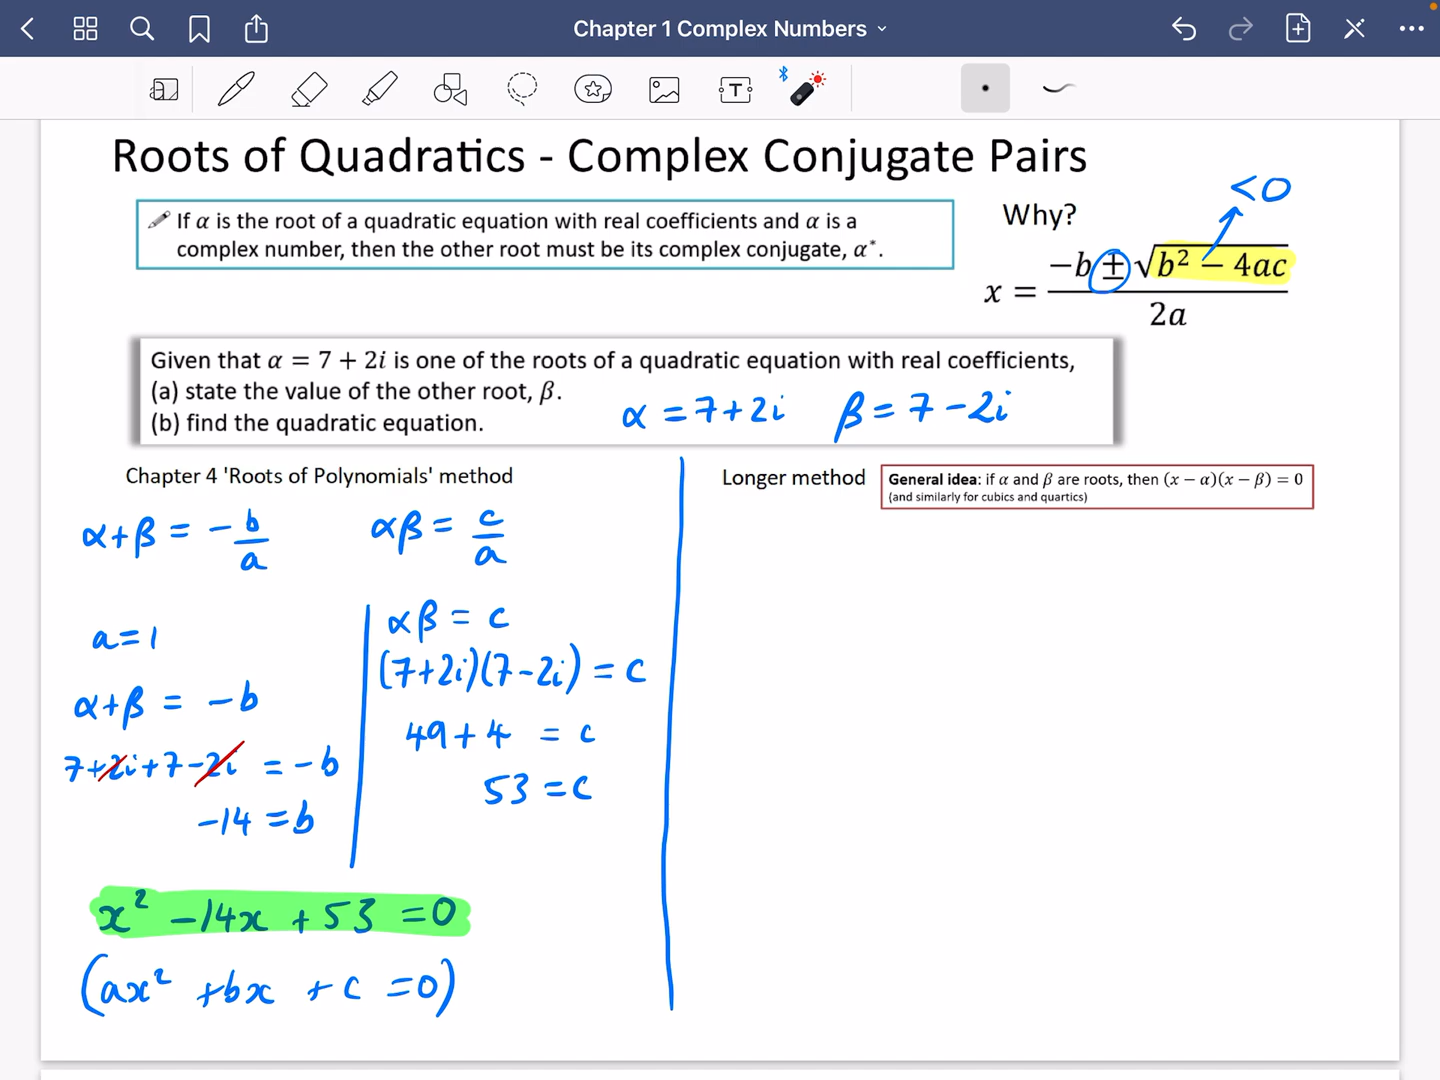 Chapter 1 Complex Numbers
Roots of Quadratics - Complex Conjugate Pairs
If α is the root of a quadratic equation with real coefficients and α is a
complex number, then the other root must be its complex conjugate, α*.
Why?
<0
x = (-b ± √(b² − 4ac)) / 2a
Given that α = 7 + 2i is one of the roots of a quadratic equation with real coefficients,
(a) state the value of the other root, β.
(b) find the quadratic equation.
α = 7+2i β = 7-2i
Chapter 4 'Roots of Polynomials' method
α+β = -b/a αβ = c/a
a=1
α+β = -b
7+2i+7-2i = -b
-14 = b
αβ = c
(7+2i)(7-2i) = c
49+4 = c
53 = c
x² -14x +53 =0
(ax² +bx +c =0)
Longer method
General idea: if α and β are roots, then (x − α)(x − β) = 0
(and similarly for cubics and quartics)